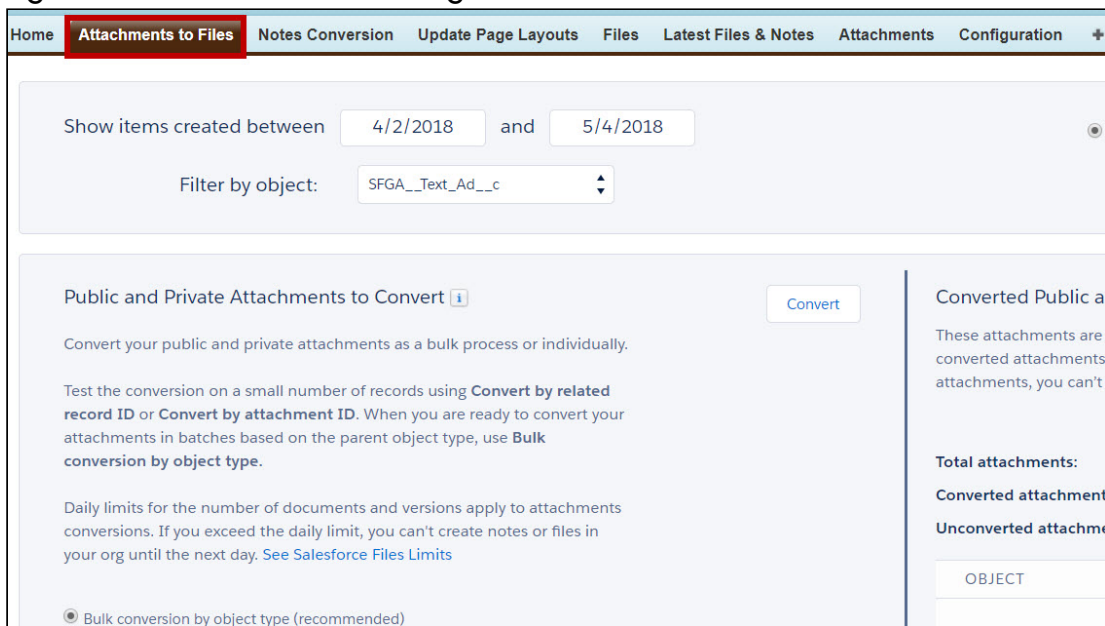 Home Attachments to Files Notes Conversion Update Page Layouts Files Latest Files & Notes Attachments Configuration +
Show items created between 4/2/2018 and 5/4/2018
Filter by object: SFGA__Text_Ad__c
Public and Private Attachments to Convert i
Convert
Convert your public and private attachments as a bulk process or individually.
Test the conversion on a small number of records using Convert by related
record ID or Convert by attachment ID. When you are ready to convert your
attachments in batches based on the parent object type, use Bulk
conversion by object type.
Daily limits for the number of documents and versions apply to attachments
conversions. If you exceed the daily limit, you can't create notes or files in
your org until the next day. See Salesforce Files Limits
Bulk conversion by object type (recommended)
Converted Public a
These attachments are
converted attachments
attachments, you can't
Total attachments:
Converted attachment
Unconverted attachme
OBJECT